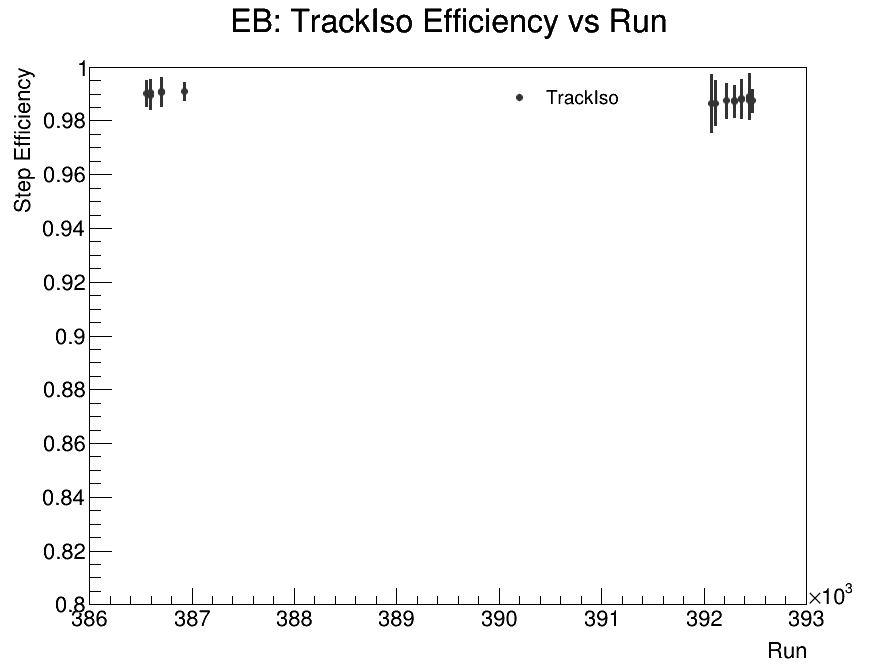 EB: TrackIso Efficiency vs Run
Step Efficiency
TrackIso
1
0.98
0.96
0.94
0.92
0.9
0.88
0.86
0.84
0.82
0.8
386 387 388 389 390 391 392 393
×10³
Run